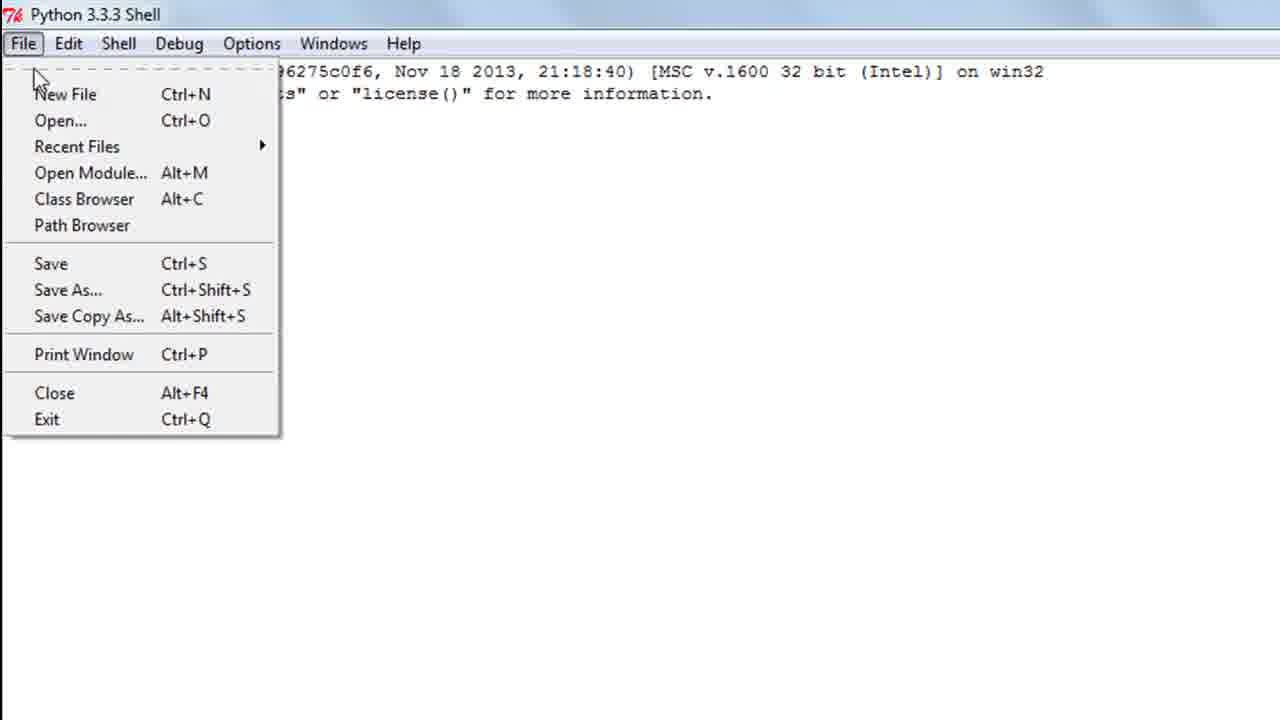 Python 3.3.3 Shell
File Edit Shell Debug Options Windows Help
96275c0f6, Nov 18 2013, 21:18:40) [MSC v.1600 32 bit (Intel)] on win32
" or "license()" for more information.
New File Ctrl+N
Open... Ctrl+O
Recent Files
Open Module... Alt+M
Class Browser Alt+C
Path Browser
Save Ctrl+S
Save As... Ctrl+Shift+S
Save Copy As... Alt+Shift+S
Print Window Ctrl+P
Close Alt+F4
Exit Ctrl+Q